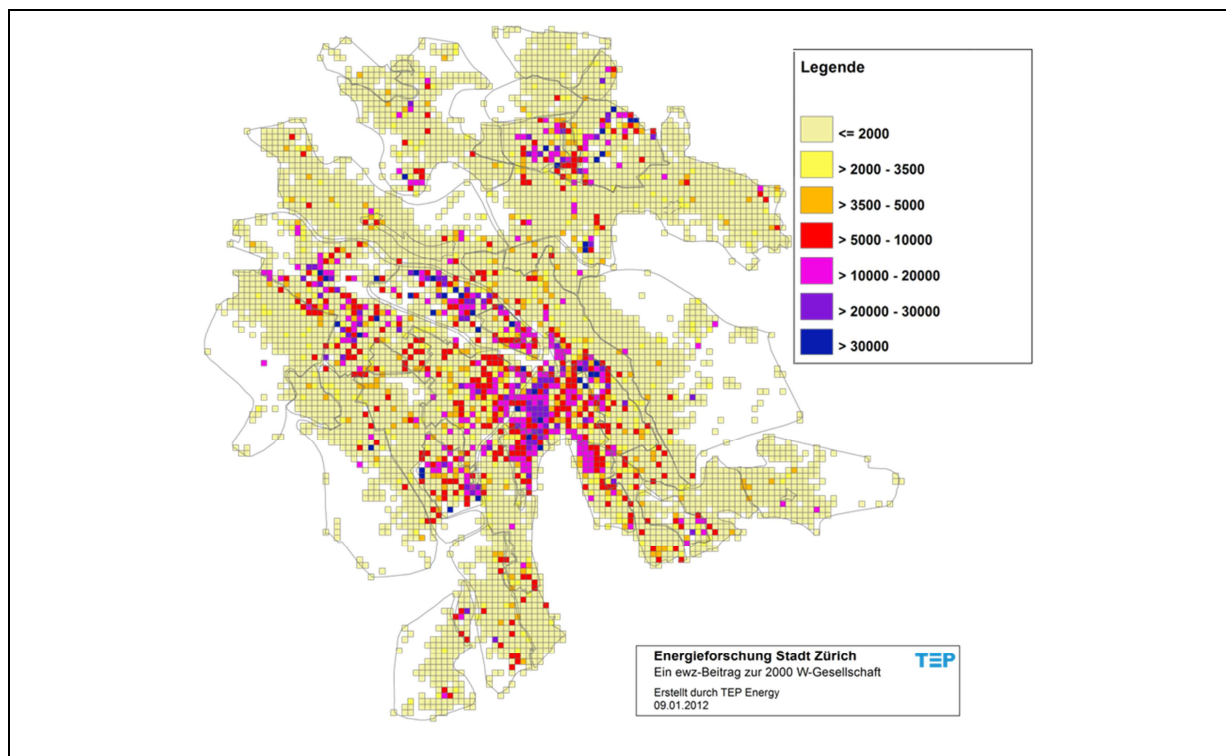 Legende
<= 2000
> 2000 - 3500
> 3500 - 5000
> 5000 - 10000
> 10000 - 20000
> 20000 - 30000
> 30000
Energieforschung Stadt Zürich
TEP
Ein ewz-Beitrag zur 2000 W-Gesellschaft
Erstellt durch TEP Energy
09.01.2012